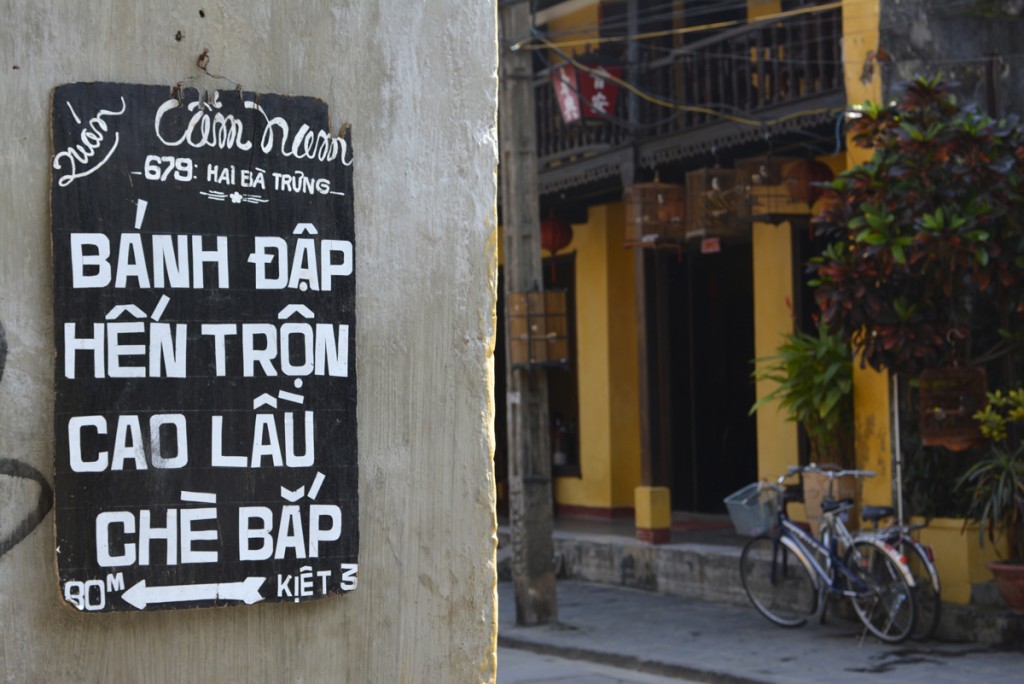 Quán Cẩm Nam
679: HAI BÀ TRƯNG
BÁNH ĐẬP
HẾN TRỘN
CAO LẦU
CHÈ BẮP
80M KIỆT 3